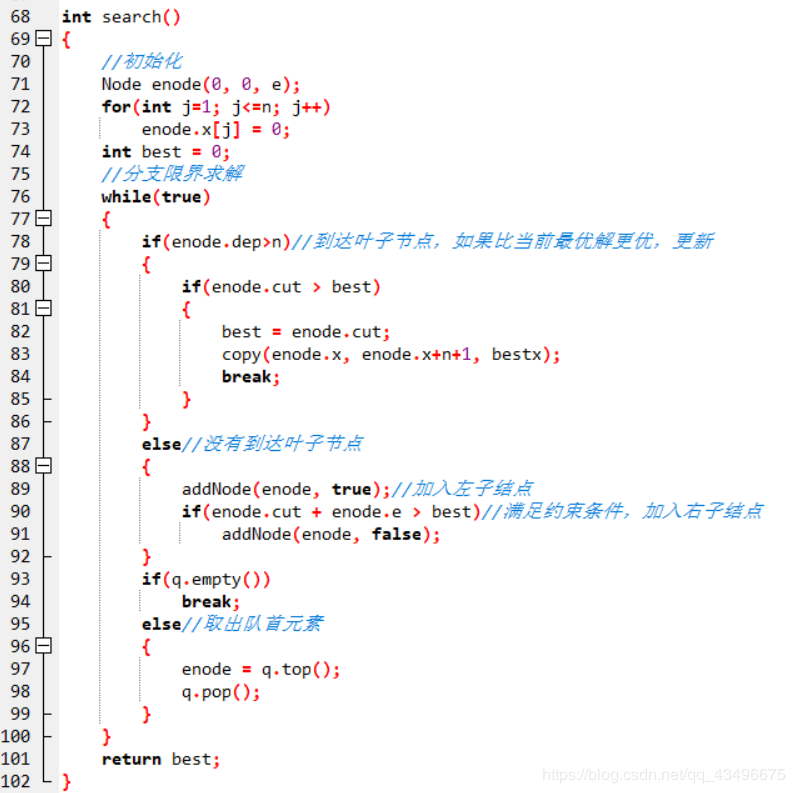 68 int search()
69 {
70 //初始化
71 Node enode(0, 0, e);
72 for(int j=1; j<=n; j++)
73 enode.x[j] = 0;
74 int best = 0;
75 //分支限界求解
76 while(true)
77 {
78 if(enode.dep>n)//到达叶子节点，如果比当前最优解更优，更新
79 {
80 if(enode.cut > best)
81 {
82 best = enode.cut;
83 copy(enode.x, enode.x+n+1, bestx);
84 break;
85 }
86 }
87 else//没有到达叶子节点
88 {
89 addNode(enode, true);//加入左子结点
90 if(enode.cut + enode.e > best)//满足约束条件，加入右子结点
91 addNode(enode, false);
92 }
93 if(q.empty())
94 break;
95 else//取出队首元素
96 {
97 enode = q.top();
98 q.pop();
99 }
100 }
101 return best;
102 }
https://blog.csdn.net/qq_43496675